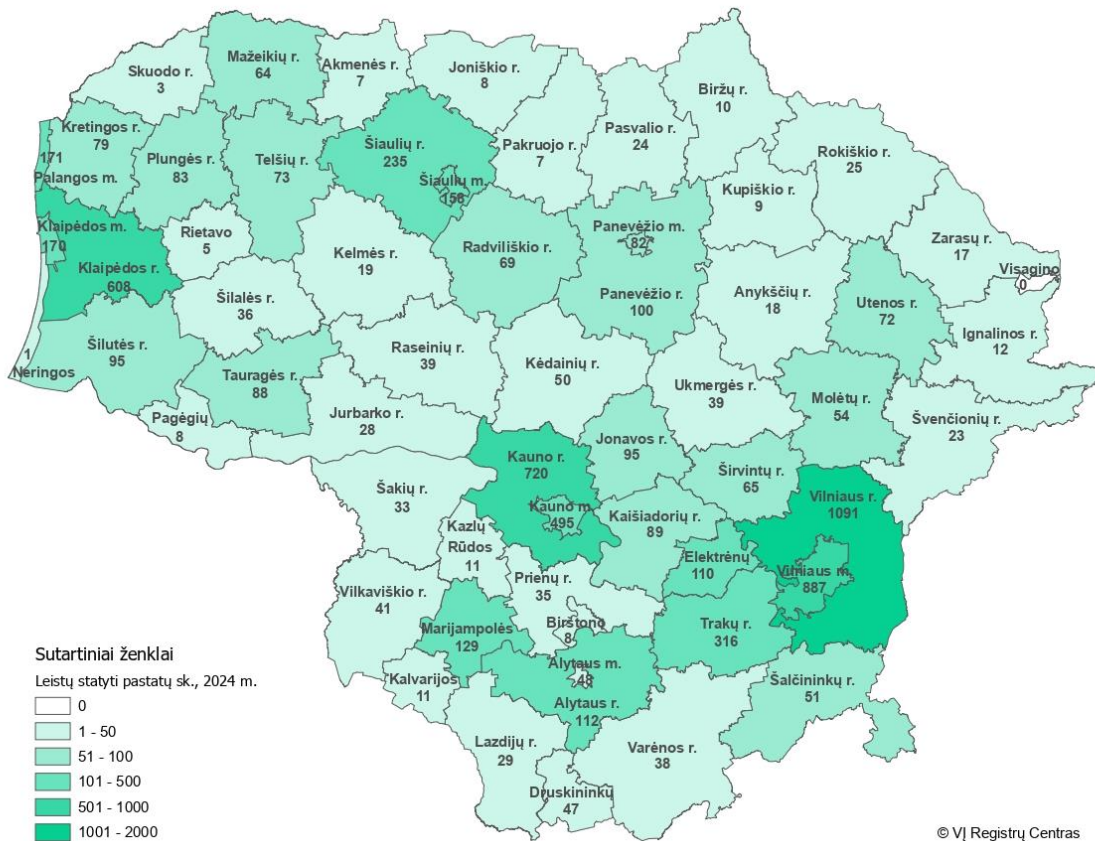 Skuodo r.
3
Mažeikių r.
64
Akmenės r.
7
Joniškio r.
8
Biržų r.
10
Kretingos r.
79
Plungės r.
83
Telšių r.
73
Šiaulių r.
235
Šiaulių m.
Pakruojo r.
7
Pasvalio r.
24
Rokiškio r.
25
171
Palangos m.
Kupiškio r.
9
Klaipėdos m.
170
Klaipėdos r.
608
Rietavo
5
Kelmės r.
19
Radviliškio r.
69
Panevėžio m.
82
Panevėžio r.
100
Anykščių r.
18
Zarasų r.
17
Visagino
0
Utenos r.
72
Ignalinos r.
12
Šilalės r.
36
Šilutės r.
95
1
Neringos
Tauragės r.
88
Raseinių r.
39
Kėdainių r.
50
Ukmergės r.
39
Molėtų r.
54
Švenčionių r.
23
Pagėgių
8
Jurbarko r.
28
Kauno r.
720
Kauno m.
495
Jonavos r.
95
Širvintų r.
65
Vilniaus r.
1091
Vilniaus m.
887
Šakių r.
33
Kazlų
Rūdos
11
Kaišiadorių r.
89
Elektrėnų
110
Prienų r.
35
Birštono
8
Vilkaviškio r.
41
Marijampolės
129
Trakų r.
316
Kalvarijos
11
Alytaus m.
48
Alytaus r.
112
Šalčininkų r.
51
Lazdijų r.
29
Varėnos r.
38
Druskininkų
47
Sutartiniai ženklai
Leistų statyti pastatų sk., 2024 m.
0
1 - 50
51 - 100
101 - 500
501 - 1000
1001 - 2000
© VĮ Registrų Centras